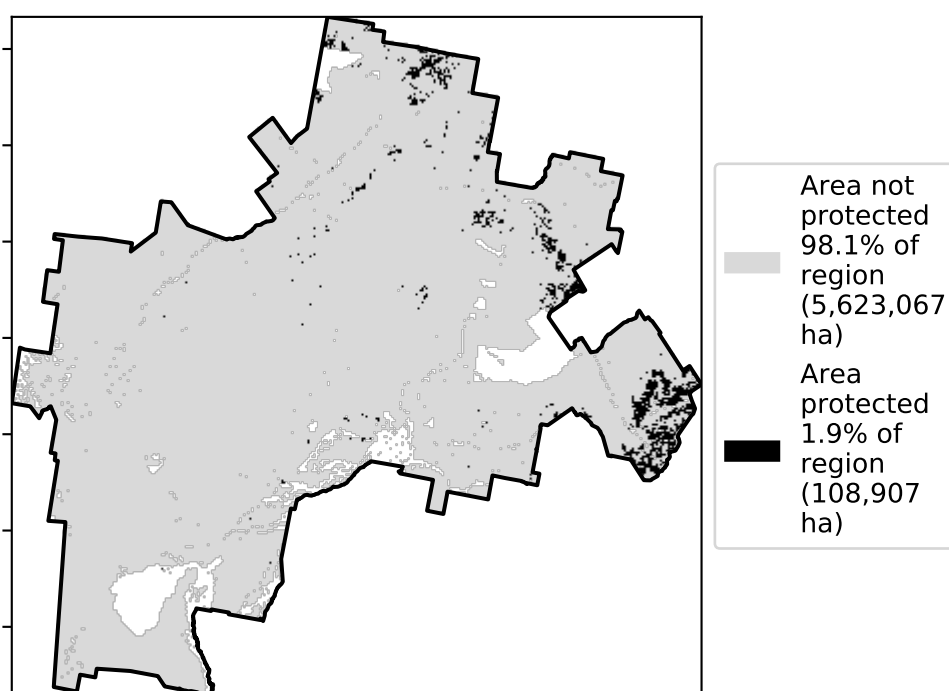 Area not
protected
98.1% of
region
(5,623,067
ha)
Area
protected
1.9% of
region
(108,907
ha)